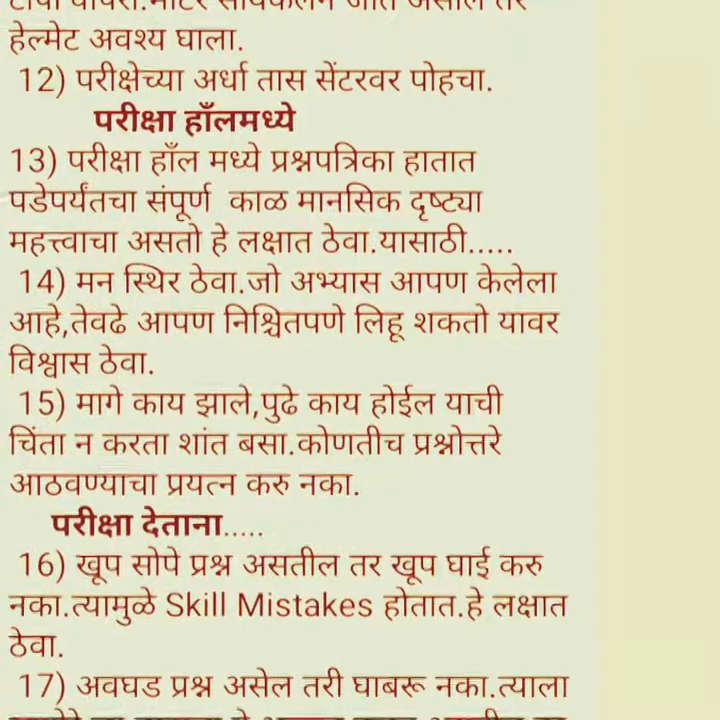 हेल्मेट अवश्य घाला.
12) परीक्षेच्या अर्धा तास सेंटरवर पोहचा.
परीक्षा हॉंलमध्ये
13) परीक्षा हॉंल मध्ये प्रश्नपत्रिका हातात
पडेपर्यंतचा संपूर्ण काळ मानसिक दृष्ट्या
महत्त्वाचा असतो हे लक्षात ठेवा.यासाठी.....
14) मन स्थिर ठेवा.जो अभ्यास आपण केलेला
आहे,तेवढे आपण निश्चितपणे लिहू शकतो यावर
विश्वास ठेवा.
15) मागे काय झाले,पुढे काय होईल याची
चिंता न करता शांत बसा.कोणतीच प्रश्नोत्तरे
आठवण्याचा प्रयत्न करु नका.
परीक्षा देताना.....
16) खूप सोपे प्रश्न असतील तर खूप घाई करु
नका.त्यामुळे Skill Mistakes होतात.हे लक्षात
ठेवा.
17) अवघड प्रश्न असेल तरी घाबरू नका.त्याला